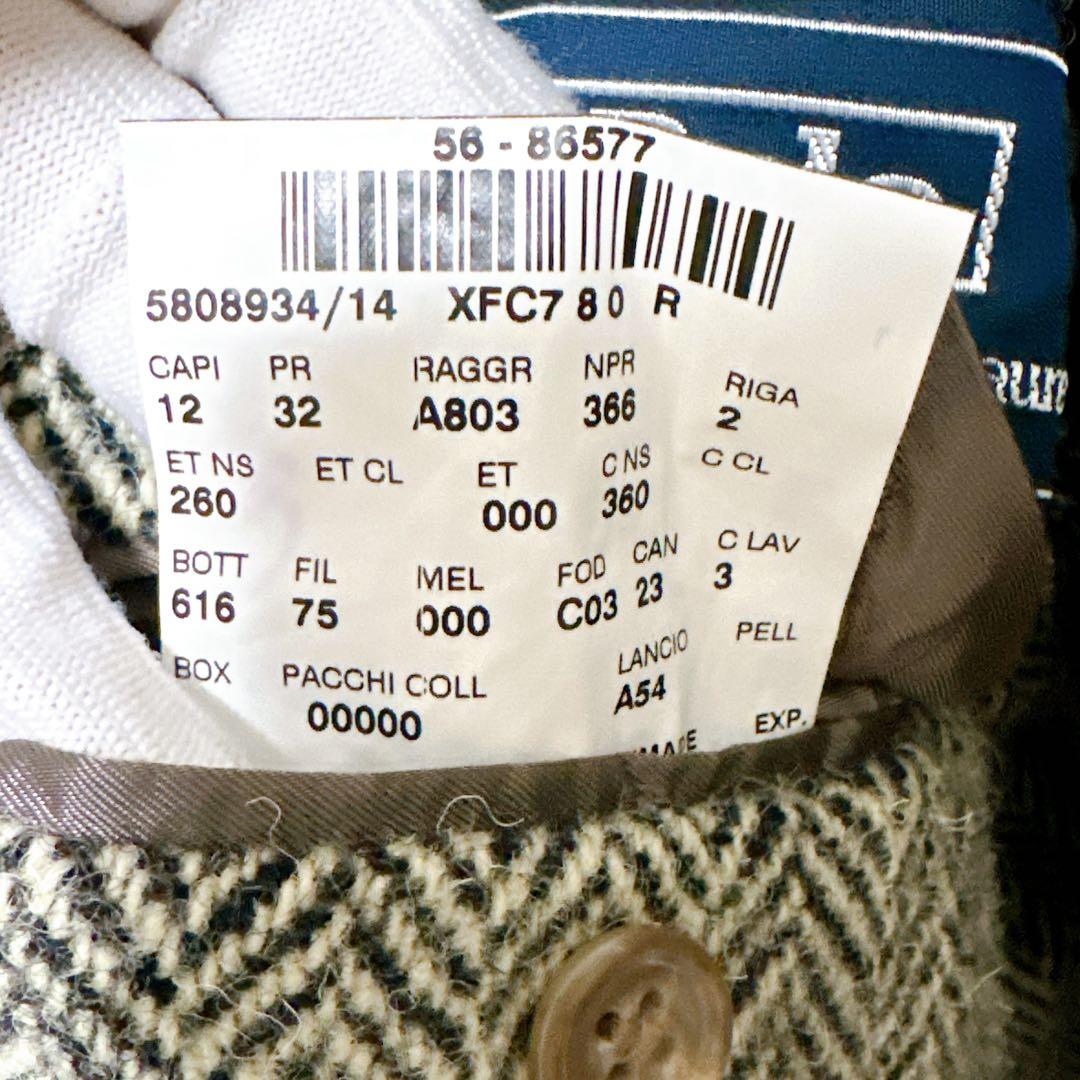 56 - 86577
5808934/14 XFC7 8 0 R
CAPI PR RAGGR NPR RIGA
12 32 A803 366 2
ET NS ET CL ET C NS C CL
260 000 360
BOTT FIL MEL FOD CAN C LAV
616 75 000 C03 23 3
BOX PACCHI COLL LANCIO PELL
00000 A54
EXP.